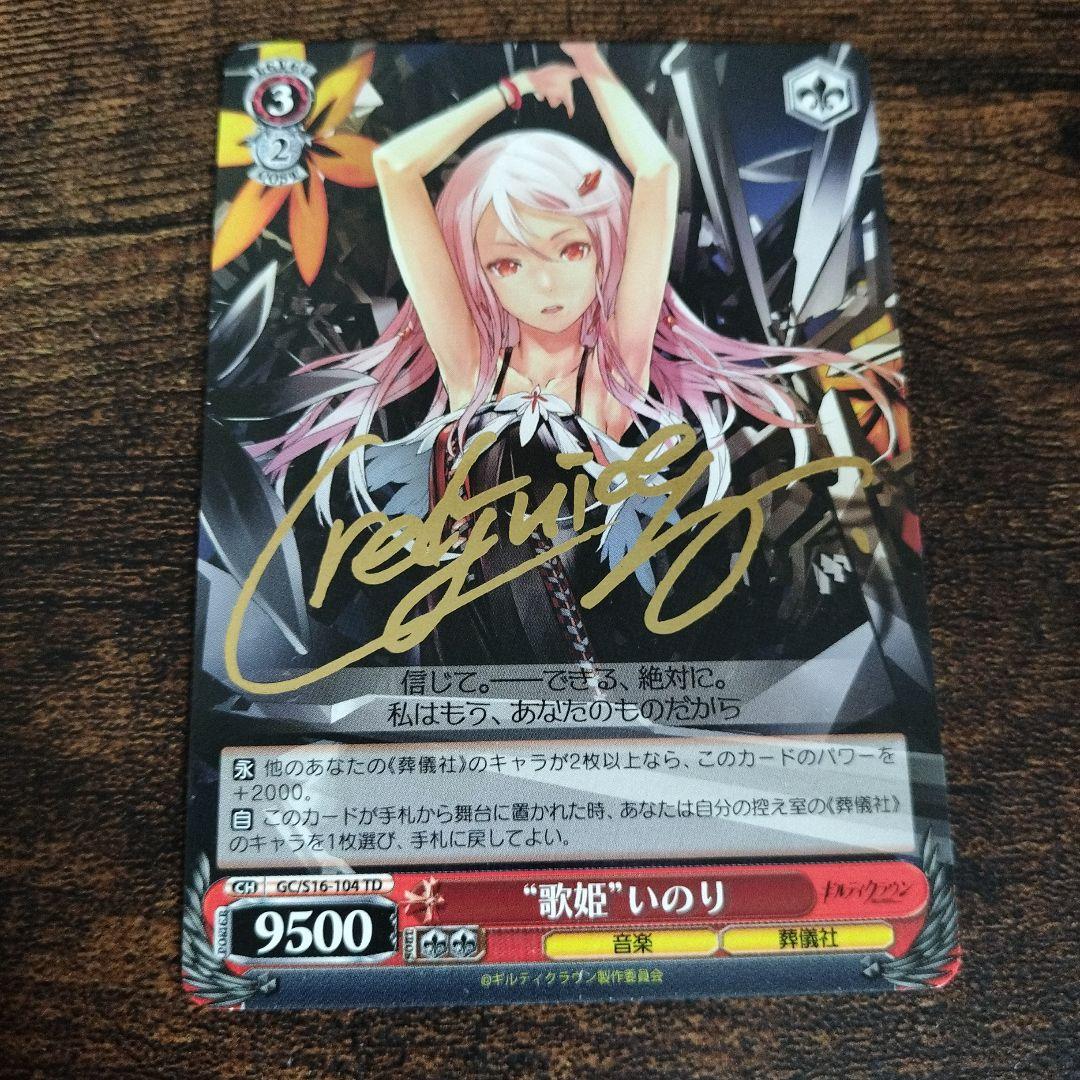 LEVEL
3
2
COST
redjuice
信じて。――できる、絶対に。
私はもう、あなたのものだから
永 他のあなたの《葬儀社》のキャラが2枚以上なら、このカードのパワーを
+2000。
自 このカードが手札から舞台に置かれた時、あなたは自分の控え室の《葬儀社》
のキャラを1枚選び、手札に戻してよい。
CH GC/S16-104 TD
POWER 9500
SOUL
“歌姫”いのり
ギルティクラウン
音楽 葬儀社
©ギルティクラウン製作委員会